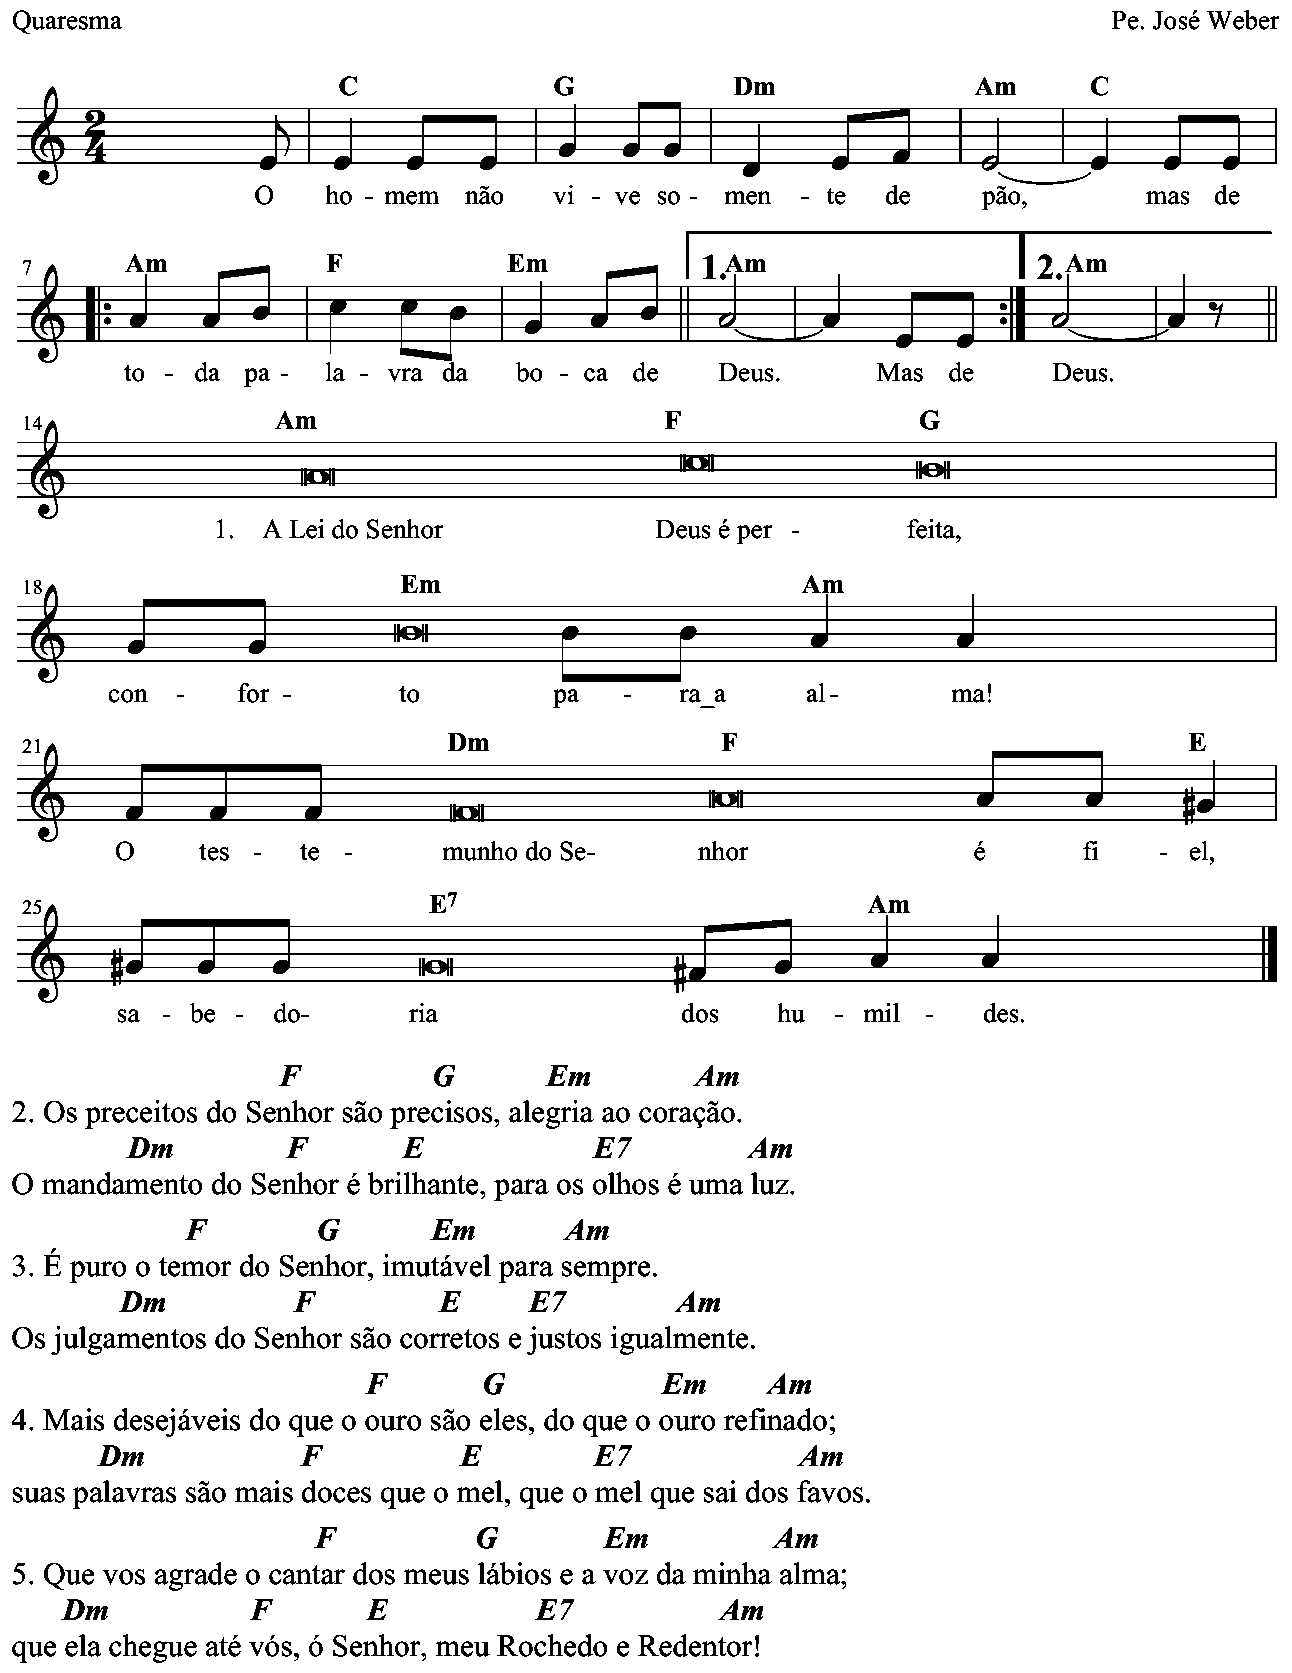 Quaresma Pe. José Weber
C G Dm Am C
2 4
O ho - mem não vi - ve so - men - te de pão, mas de
7 Am F Em 1. Am 2. Am
to - da pa - la - vra da bo - ca de Deus. Mas de Deus.
14 Am F G
1. A Lei do Senhor Deus é per - feita,
18 Em Am
con - for - to pa - ra_a al - ma!
21 Dm F E
O tes - te - munho do Se- nhor é fi - el,
25 E7 Am
sa - be - do- ria dos hu - mil - des.
F G Em Am
2. Os preceitos do Senhor são precisos, alegria ao coração.
Dm F E E7 Am
O mandamento do Senhor é brilhante, para os olhos é uma luz.
F G Em Am
3. É puro o temor do Senhor, imutável para sempre.
Dm F E E7 Am
Os julgamentos do Senhor são corretos e justos igualmente.
F G Em Am
4. Mais desejáveis do que o ouro são eles, do que o ouro refinado;
Dm F E E7 Am
suas palavras são mais doces que o mel, que o mel que sai dos favos.
F G Em Am
5. Que vos agrade o cantar dos meus lábios e a voz da minha alma;
Dm F E E7 Am
que ela chegue até vós, ó Senhor, meu Rochedo e Redentor!